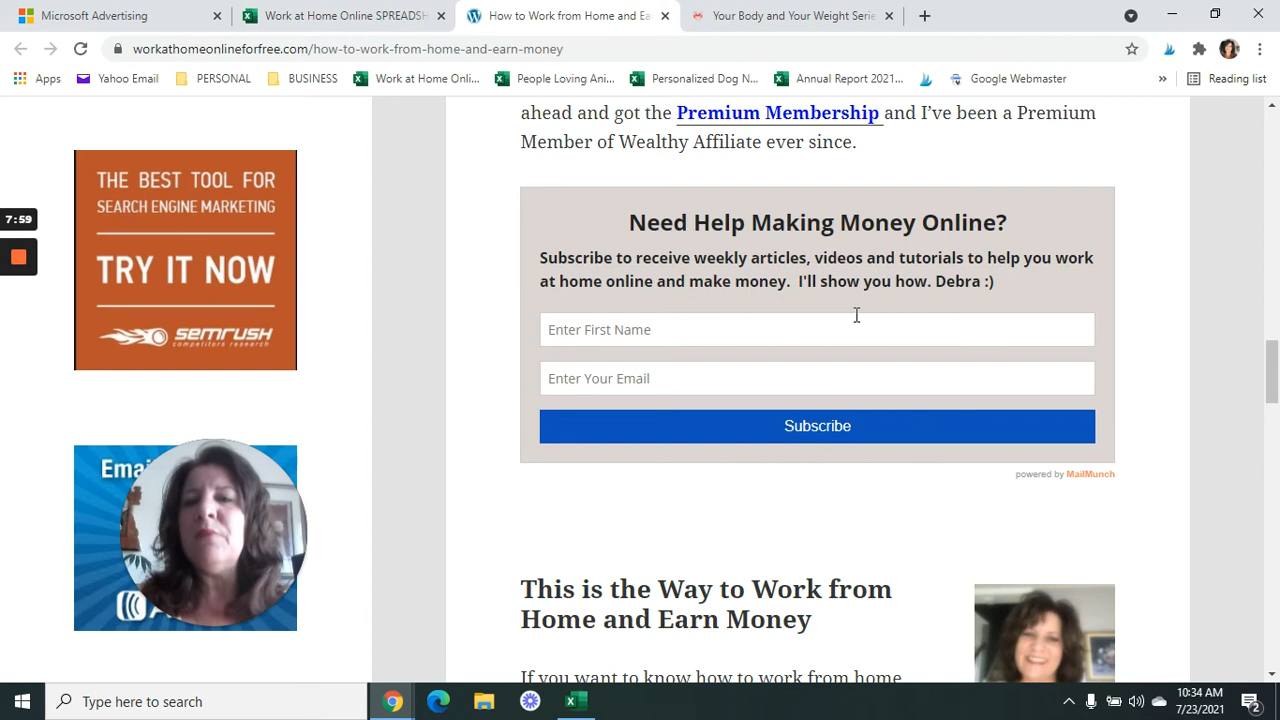 Microsoft Advertising
Work at Home Online SPREADSH
How to Work from Home and Ea
Your Body and Your Weight Serie
workathomeonlineforfree.com/how-to-work-from-home-and-earn-money
Apps
Yahoo Email
PERSONAL
BUSINESS
Work at Home Onli...
People Loving Ani...
Personalized Dog N...
Annual Report 2021...
Google Webmaster
»
Reading list
ahead and got the Premium Membership and I've been a Premium
Member of Wealthy Affiliate ever since.
THE BEST TOOL FOR
SEARCH ENGINE MARKETING
TRY IT NOW
SEMRUSH
competitors research
7:59
Need Help Making Money Online?
Subscribe to receive weekly articles, videos and tutorials to help you work
at home online and make money. I'll show you how. Debra :)
Enter First Name
Enter Your Email
Subscribe
powered by MailMunch
Emai
This is the Way to Work from
Home and Earn Money
If you want to know how to work from home
Type here to search
10:34 AM
7/23/2021
2